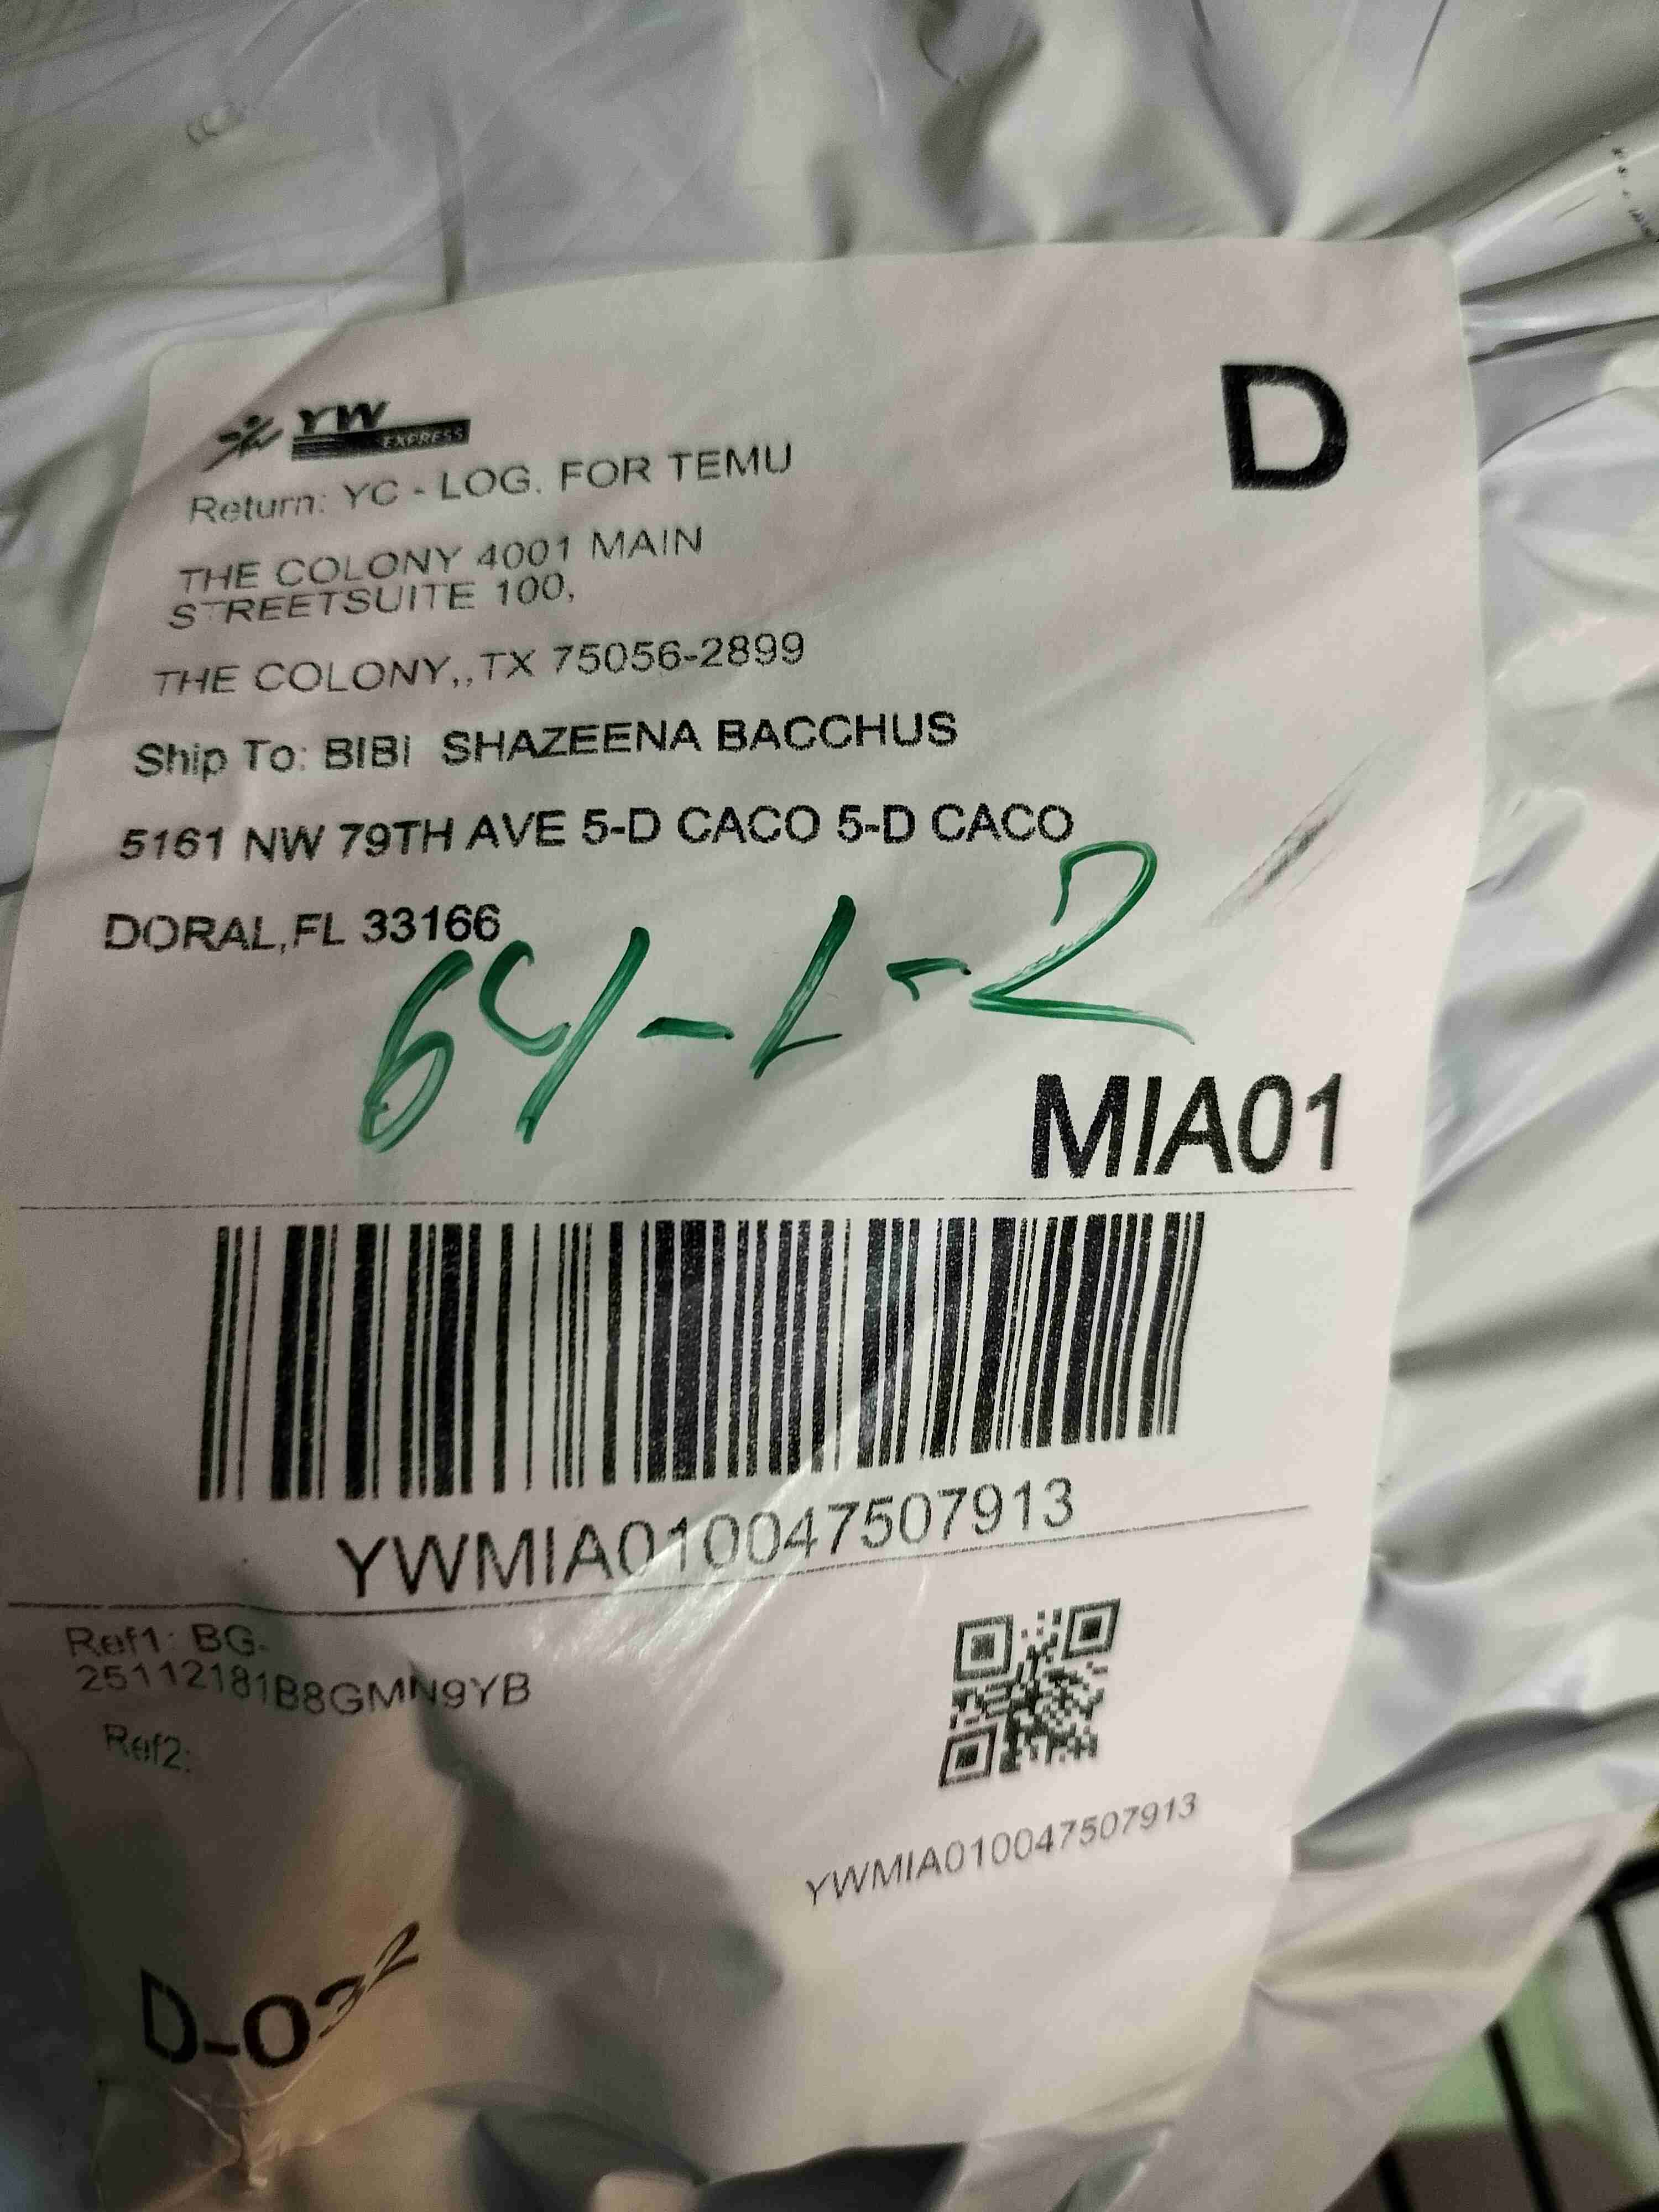 YW
EXPRESS
D
Return: YC - LOG. FOR TEMU
THE COLONY 4001 MAIN
STREETSUITE 100,
THE COLONY,,TX 75056-2899
Ship To: BIBI SHAZEENA BACCHUS
5161 NW 79TH AVE 5-D CACO 5-D CACO
DORAL,FL 33166
64-L-2
MIA01
YWMIA010047507913
Ref1: BG-
25112181B8GMN9YB
Ref2:
YWMIA010047507913
D-032